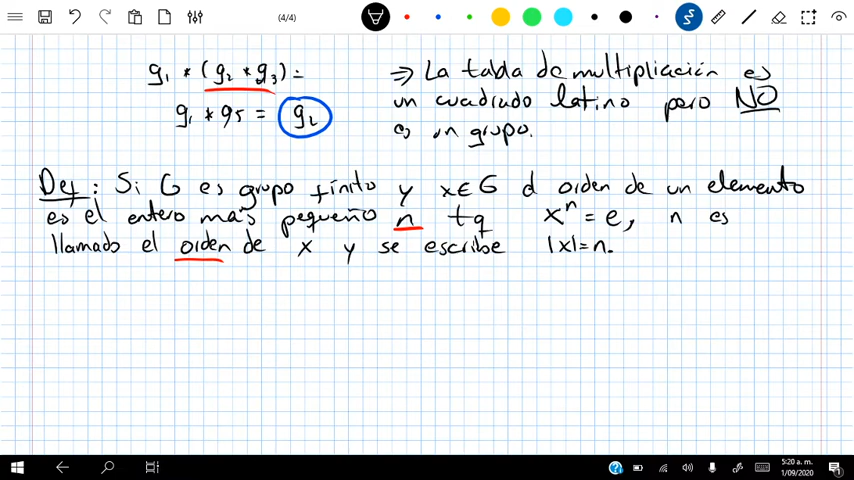 (4/4)
g₁ * (g₂ * g₃) =
g₁ * g₅ = g₂
⇒ La tabla de multiplicación es
un cuadrado latino pero NO
es un grupo.
Def: Si G es grupo finito y x∈G el orden de un elemento
es el entero más pequeño n tq xⁿ = e, n es
llamado el orden de x y se escribe |x|=n.
5:20 a. m.
1/09/2020